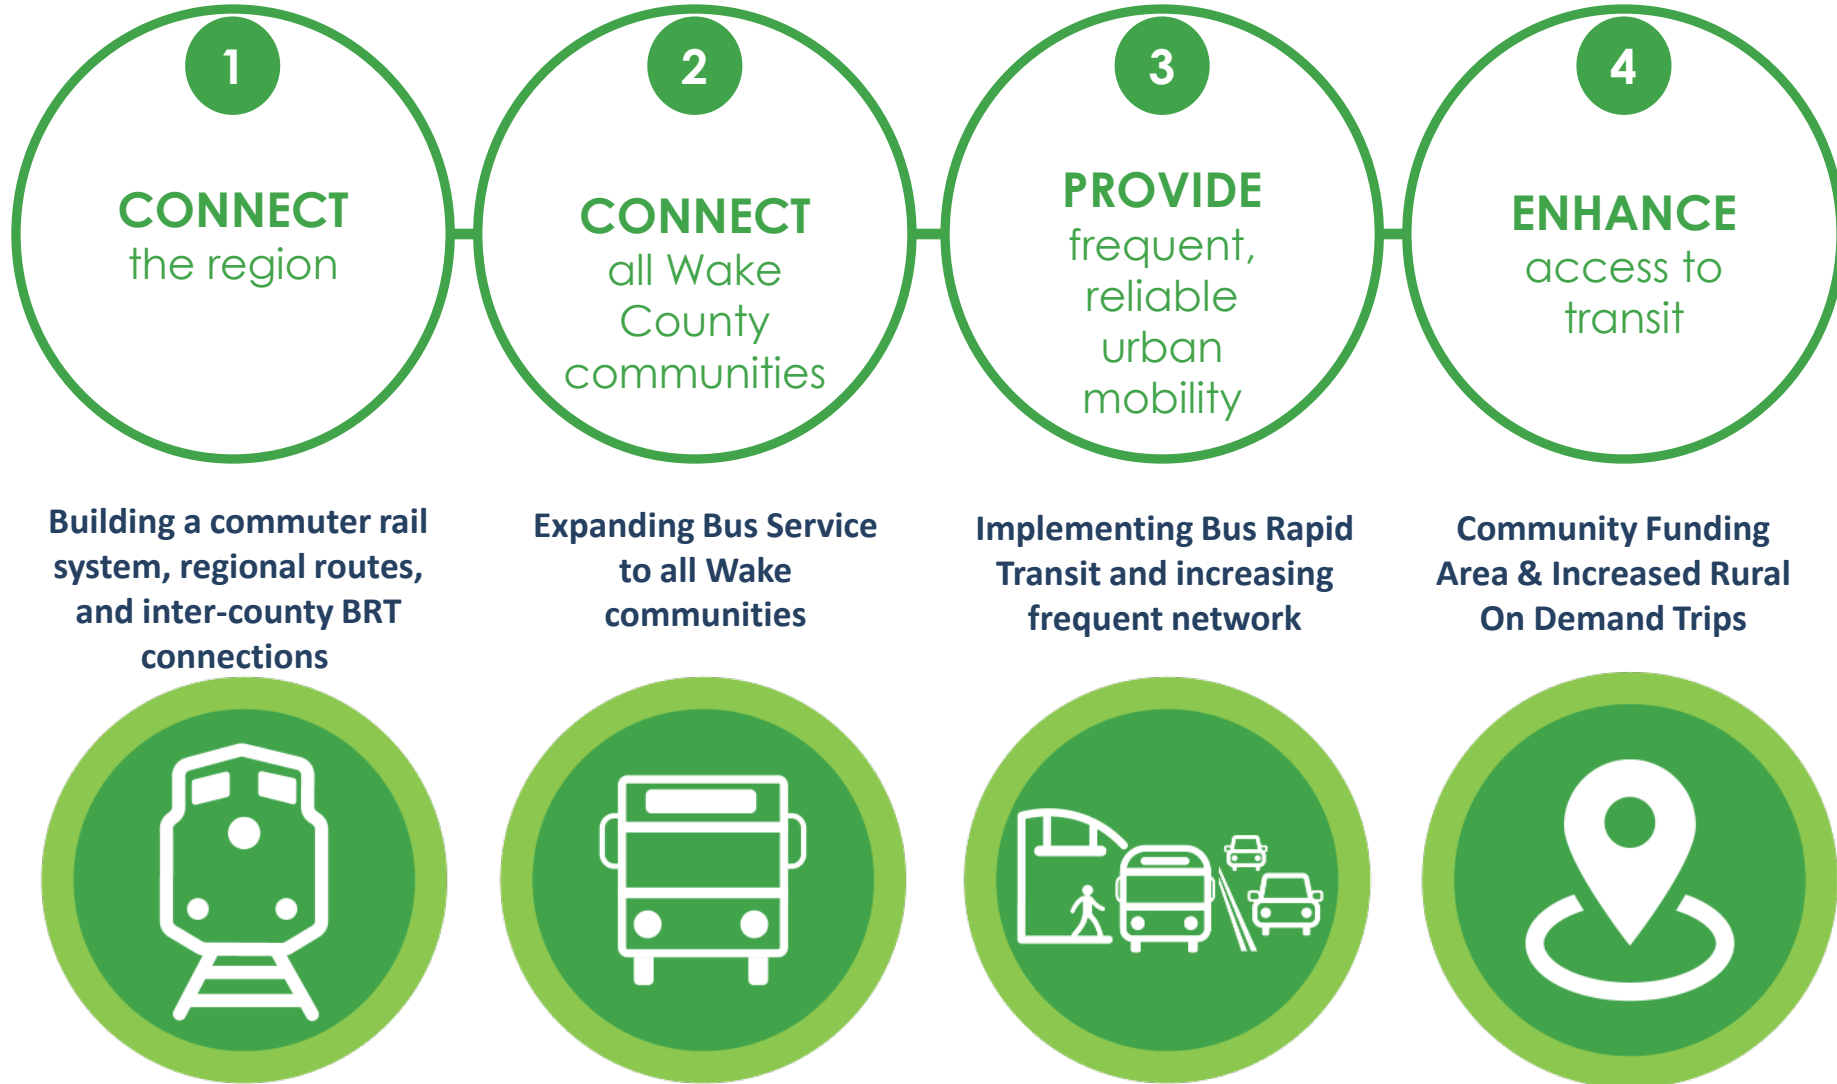 1
CONNECT
the region
2
CONNECT
all Wake
County
communities
3
PROVIDE
frequent,
reliable
urban
mobility
4
ENHANCE
access to
transit
Building a commuter rail
system, regional routes,
and inter-county BRT
connections
Expanding Bus Service
to all Wake
communities
Implementing Bus Rapid
Transit and increasing
frequent network
Community Funding
Area & Increased Rural
On Demand Trips